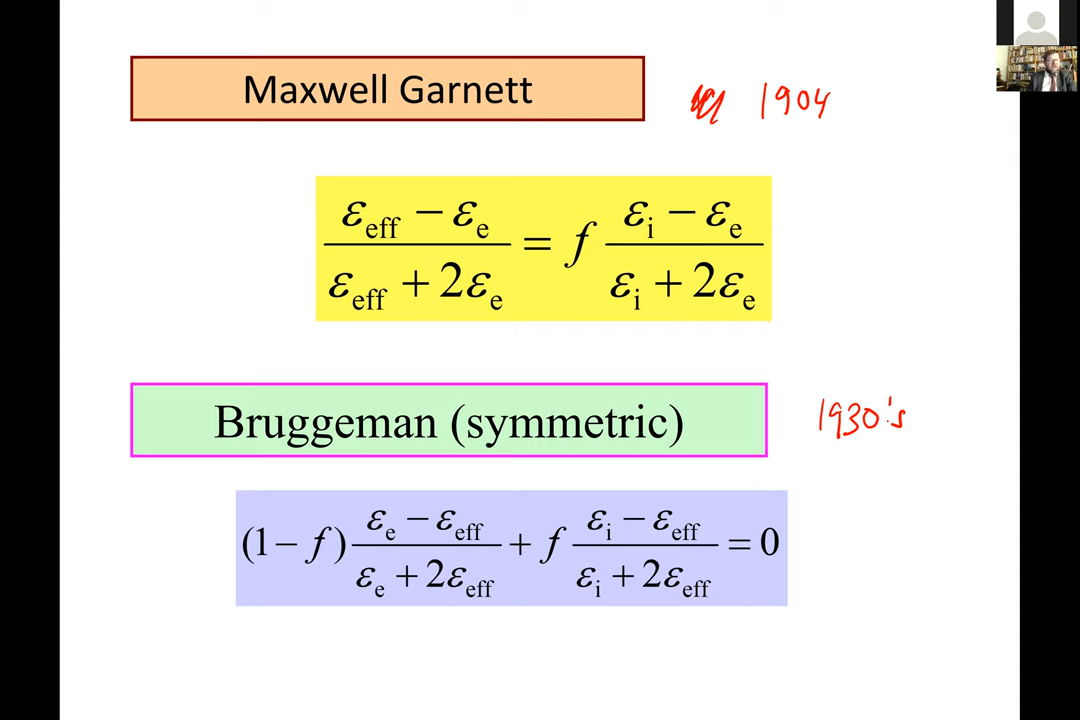 Maxwell Garnett
1904
ε_eff − ε_e / ε_eff + 2ε_e = f ε_i − ε_e / ε_i + 2ε_e
Bruggeman (symmetric)
1930's
(1 − f) ε_e − ε_eff / ε_e + 2ε_eff + f ε_i − ε_eff / ε_i + 2ε_eff = 0